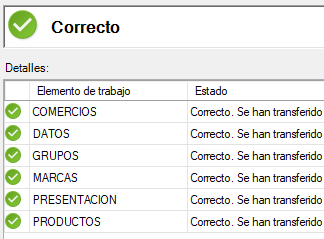 Correcto
Detalles:
Elemento de trabajo Estado
COMERCIOS Correcto. Se han transferido
DATOS Correcto. Se han transferido
GRUPOS Correcto. Se han transferido
MARCAS Correcto. Se han transferido
PRESENTACION Correcto. Se han transferido
PRODUCTOS Correcto. Se han transferido